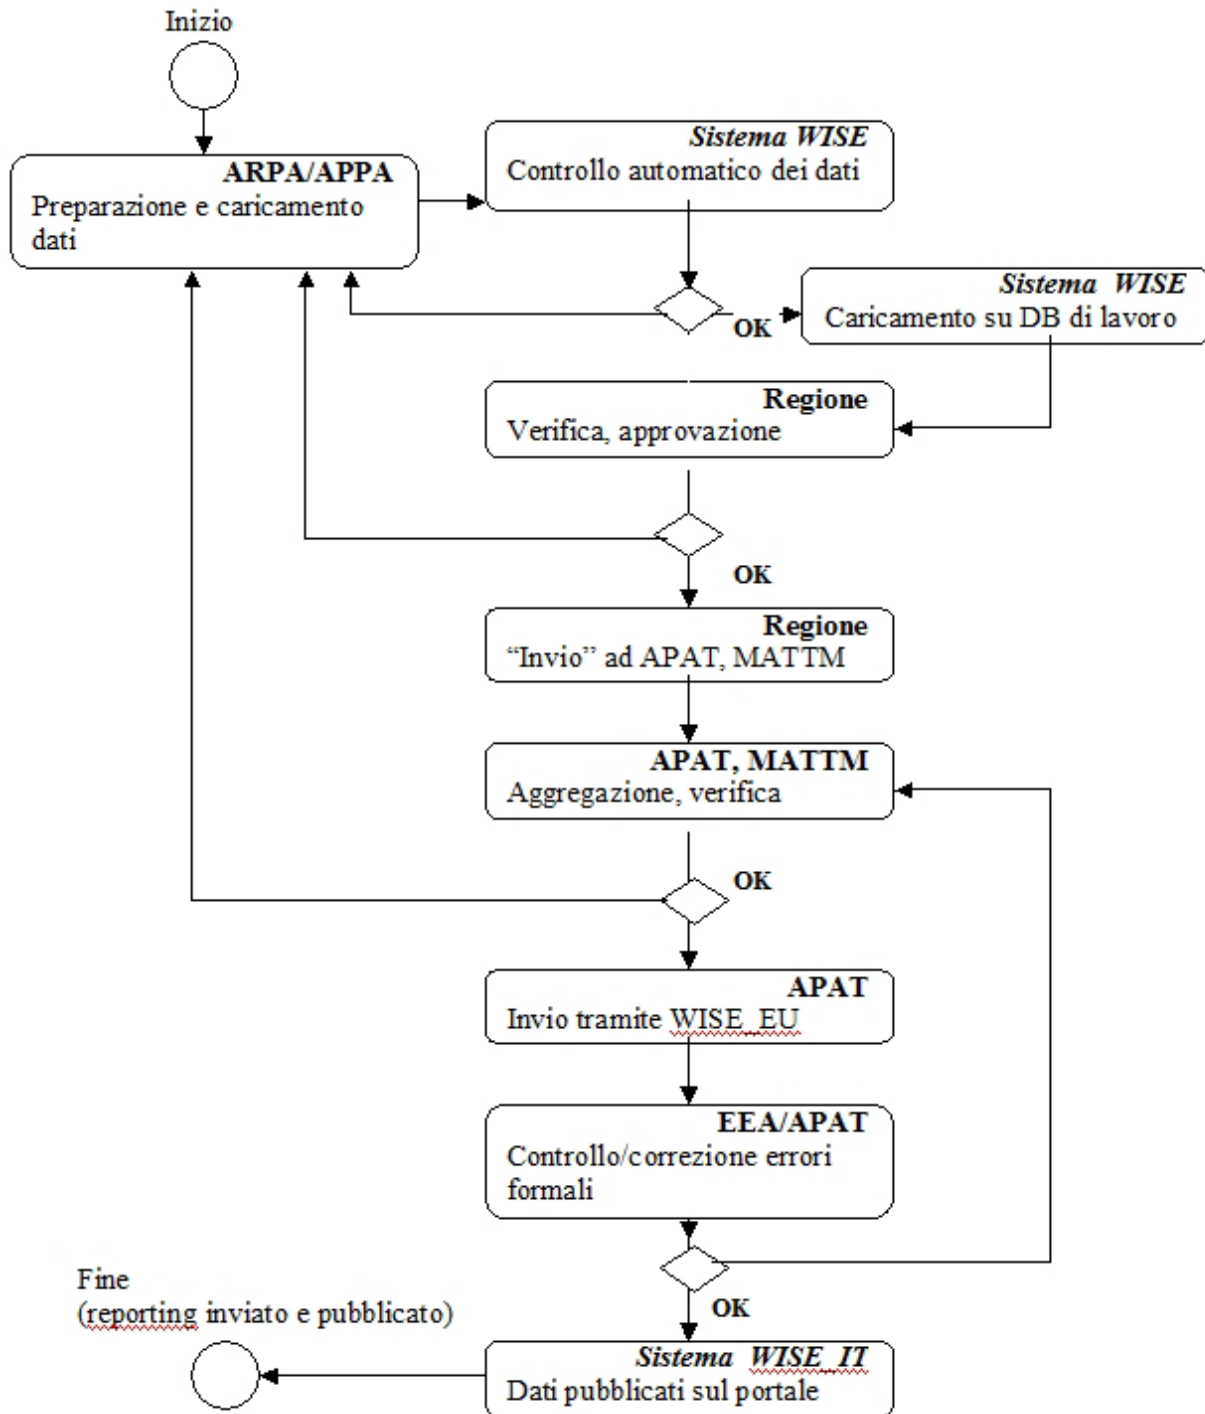 Inizio
ARPA/APPA
Preparazione e caricamento
dati
Sistema WISE
Controllo automatico dei dati
OK
Sistema WISE
Caricamento su DB di lavoro
Regione
Verifica, approvazione
OK
Regione
“Invio” ad APAT, MATTM
APAT, MATTM
Aggregazione, verifica
OK
APAT
Invio tramite WISE_EU
EEA/APAT
Controllo/correzione errori
formali
OK
Sistema WISE_IT
Dati pubblicati sul portale
Fine
(reporting inviato e pubblicato)